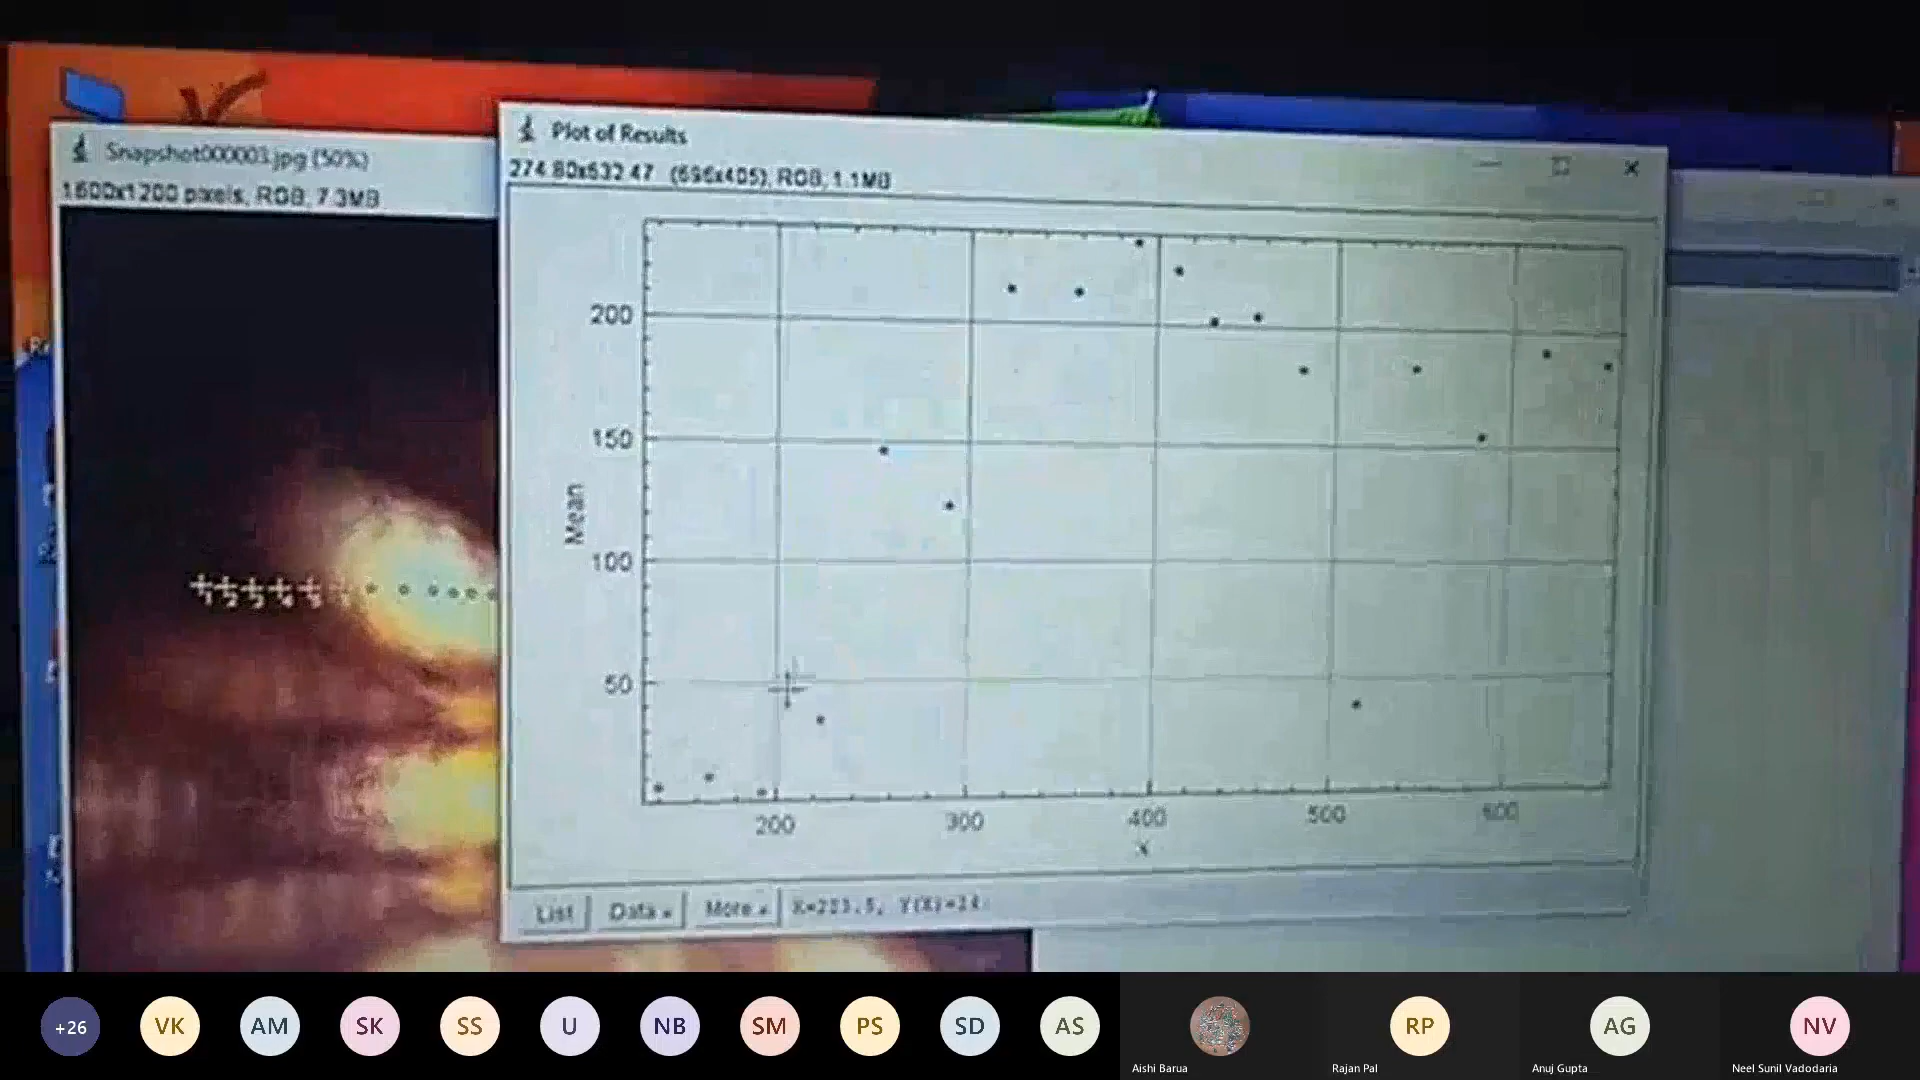 Snapshot000003.jpg (50%)
1600x1200 pixels, RGB, 7.3MB
Plot of Results
274.80x632.47 (696x405), RGB, 1.1MB
200
150
100
50
Mean
200
300
400
500
600
X
List
Data
More
+26
VK
AM
SK
SS
U
NB
SM
PS
SD
AS
RP
AG
NV
Aishi Barua
Rajan Pal
Anuj Gupta
Neel Sunil Vadodaria